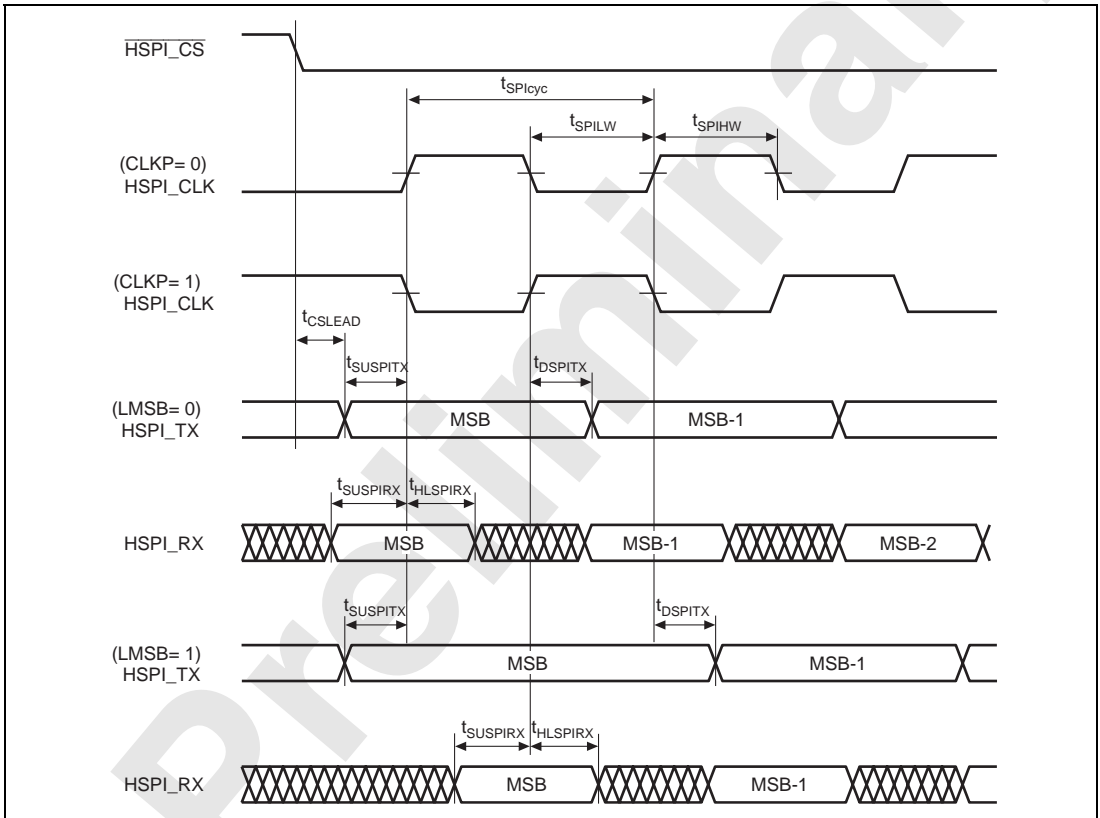 HSPI_CS
tSPIcyc
tSPILW
tSPIHW
(CLKP= 0)
HSPI_CLK
(CLKP= 1)
HSPI_CLK
tCSLEAD
tSUSPITX
tDSPITX
(LMSB= 0)
HSPI_TX
MSB
MSB-1
tSUSPIRX
tHLSPIRX
HSPI_RX
MSB
MSB-1
MSB-2
tSUSPITX
tDSPITX
(LMSB= 1)
HSPI_TX
MSB
MSB-1
tSUSPIRX
tHLSPIRX
HSPI_RX
MSB
MSB-1
Preliminar